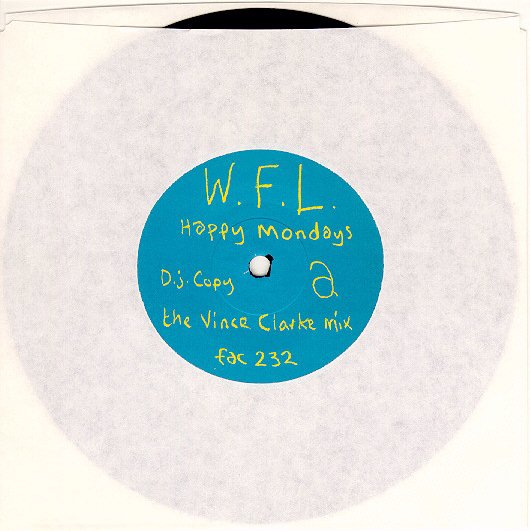 W.F.L.
Happy Mondays
D.j. Copy a
the Vince Clarke mix
fac 232